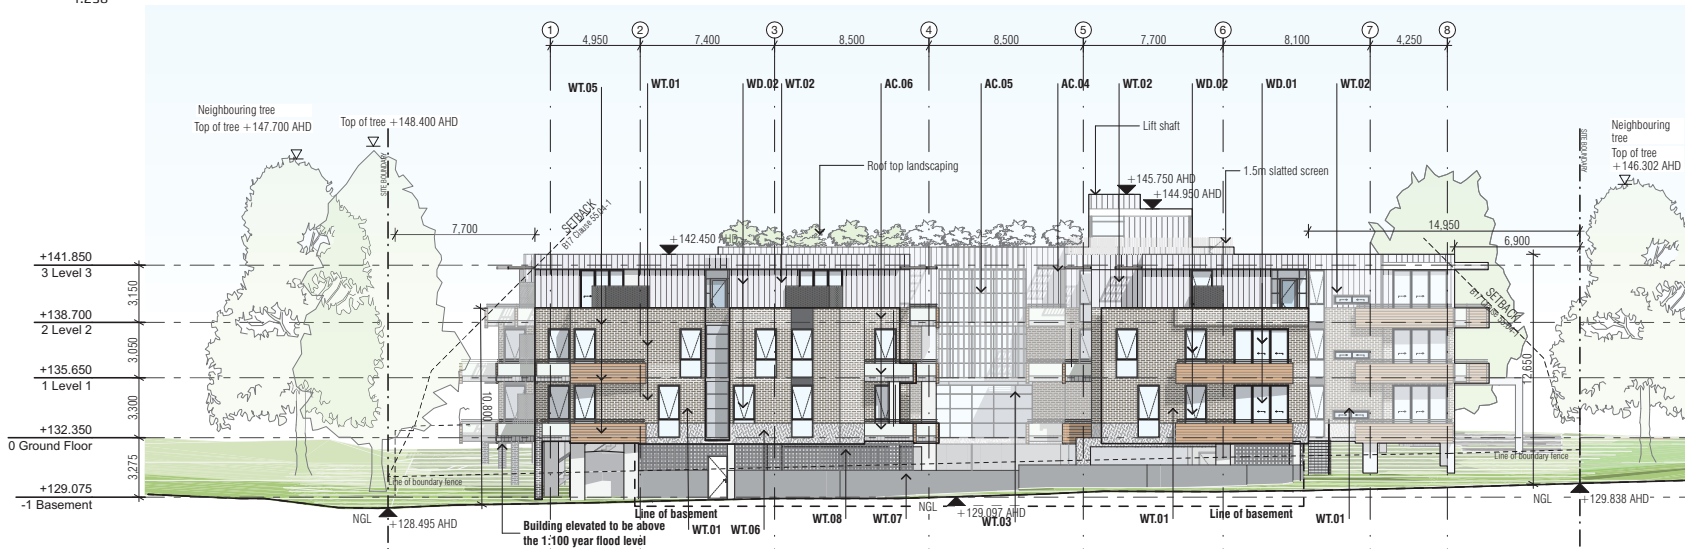 1 2 3 4 5 6 7 8
4,950 7,400 8,500 8,500 7,700 8,100 4,250
WT.05 WT.01 WD.02 WT.02 AC.06 AC.05 AC.04 WT.02 WD.02 WD.01 WT.02
Neighbouring tree
Top of tree +147.700 AHD
Top of tree +148.400 AHD
SITE BOUNDARY
Lift shaft
Roof top landscaping
1.5m slatted screen
SITE BOUNDARY
Neighbouring
tree
Top of tree
+146.302 AHD
+145.750 AHD
+144.950 AHD
SETBACK
7,700
14,950
6,900
+142.450 AHD
+141.850
3 Level 3
3,150
+138.700
2 Level 2
3,050
+135.650
1 Level 1
3,300
+132.350
0 Ground Floor
3,275
+129.075
-1 Basement
10,800
SETBACK
12,650
Line of boundary fence
Line of boundary fence
NGL
+128.495 AHD
Building elevated to be above
the 1:100 year flood level
Line of basement
WT.01 WT.06 WT.08 WT.07
NGL
+129.097 AHD
WT.03
WT.01
Line of basement
WT.01
NGL
+129.838 AHD